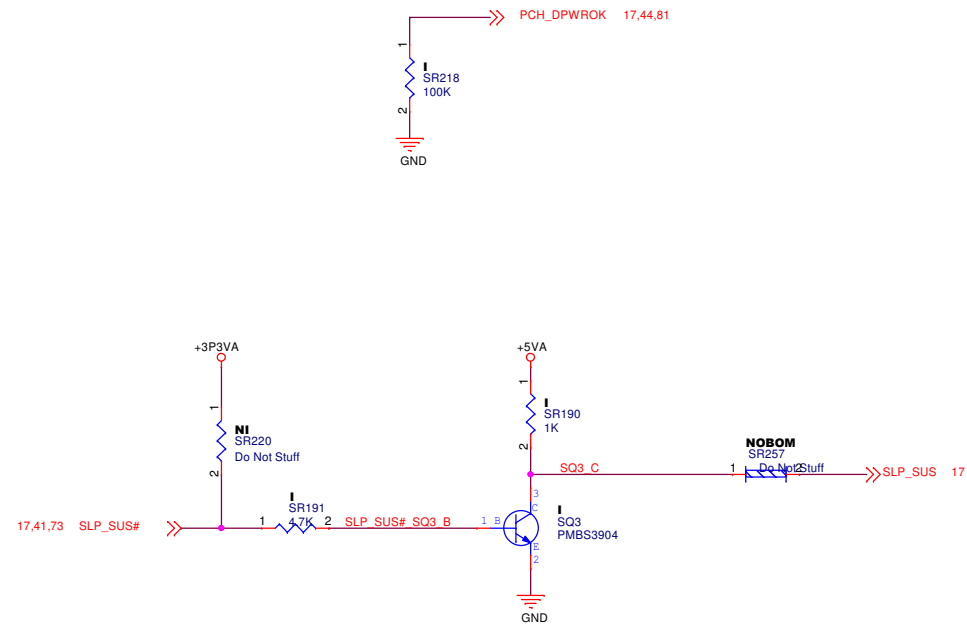 PCH_DPWROK 17,44,81
1
I
SR218
100K
2
GND
+3P3VA
+5VA
1
I
SR190
1K
2
1
NI
SR220
Do Not Stuff
2
NOBOM
SR257
1 Do Not Stuff 2
SQ3_C
SLP_SUS 17
3
C
I
SR191
4.7K
17,41,73 SLP_SUS#
1 2 SLP_SUS#_SQ3_B
1 B
I
SQ3
PMBS3904
E
2
GND